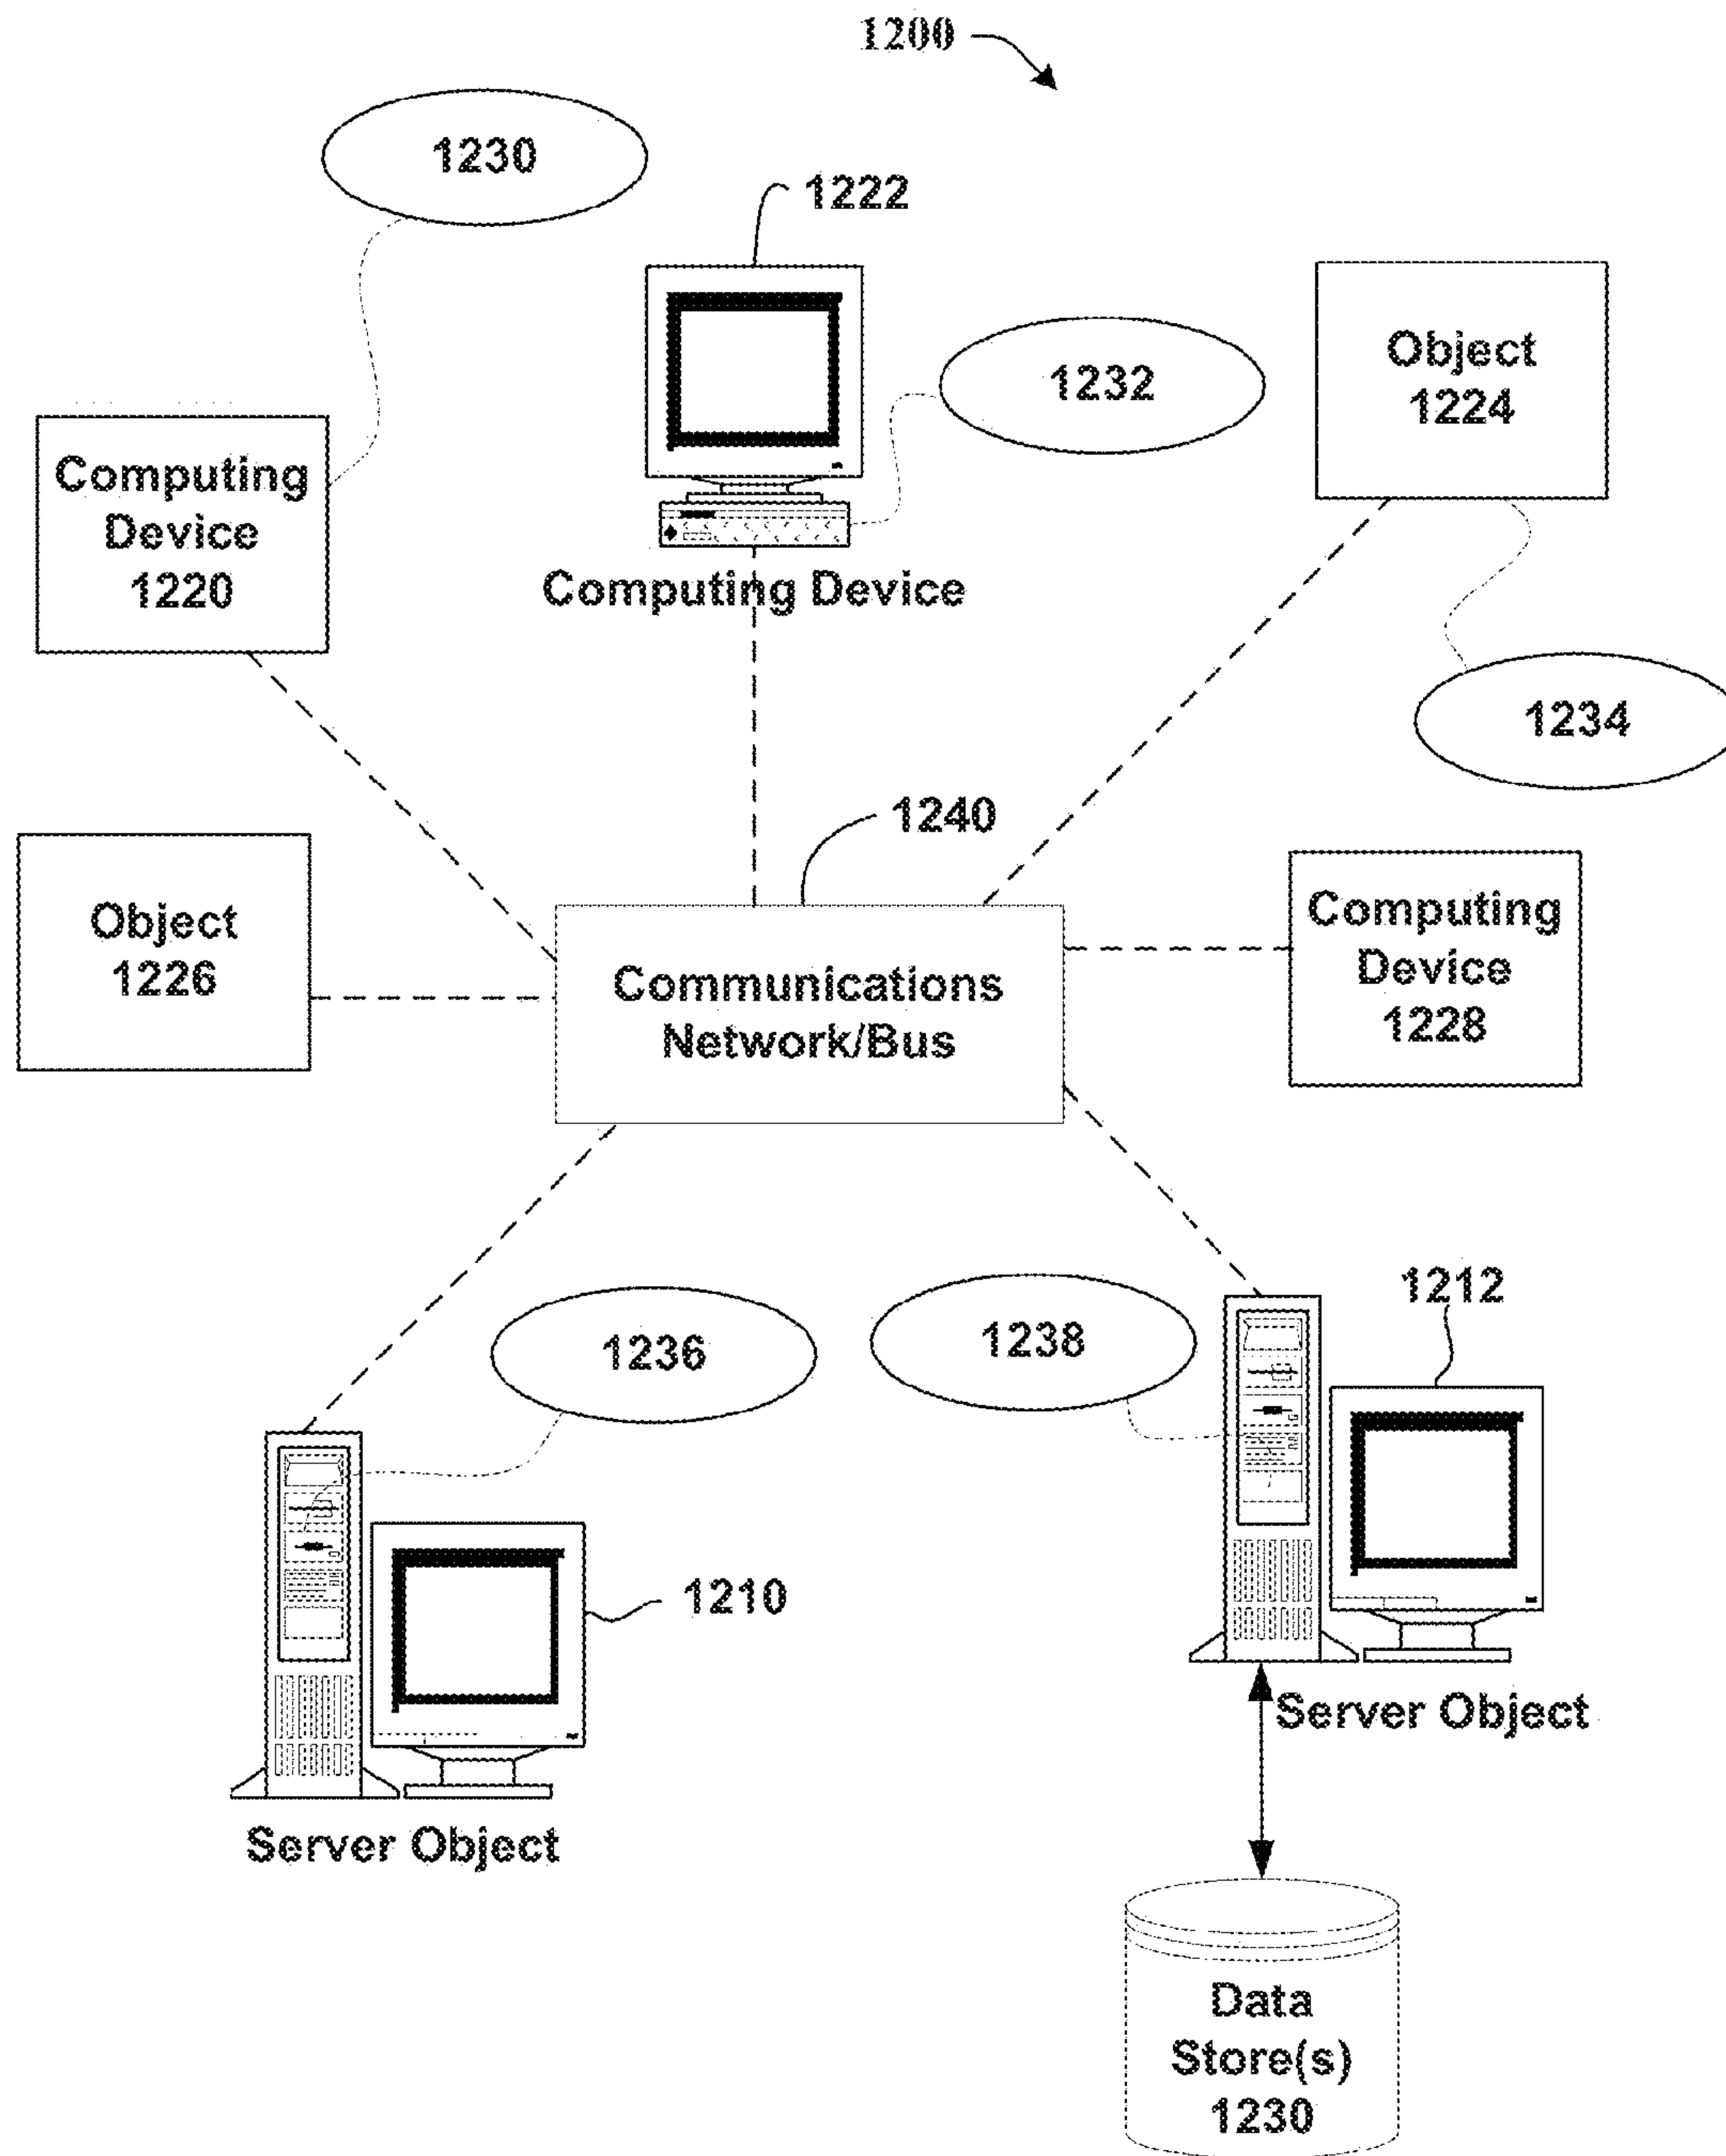 1200
1230
1222
1232
Object
1224
Computing
Device
1220
Computing Device
1234
1240
Object
1226
Communications
Network/Bus
Computing
Device
1228
1236
1238
1212
1210
Server Object
Server Object
Data
Store(s)
1230